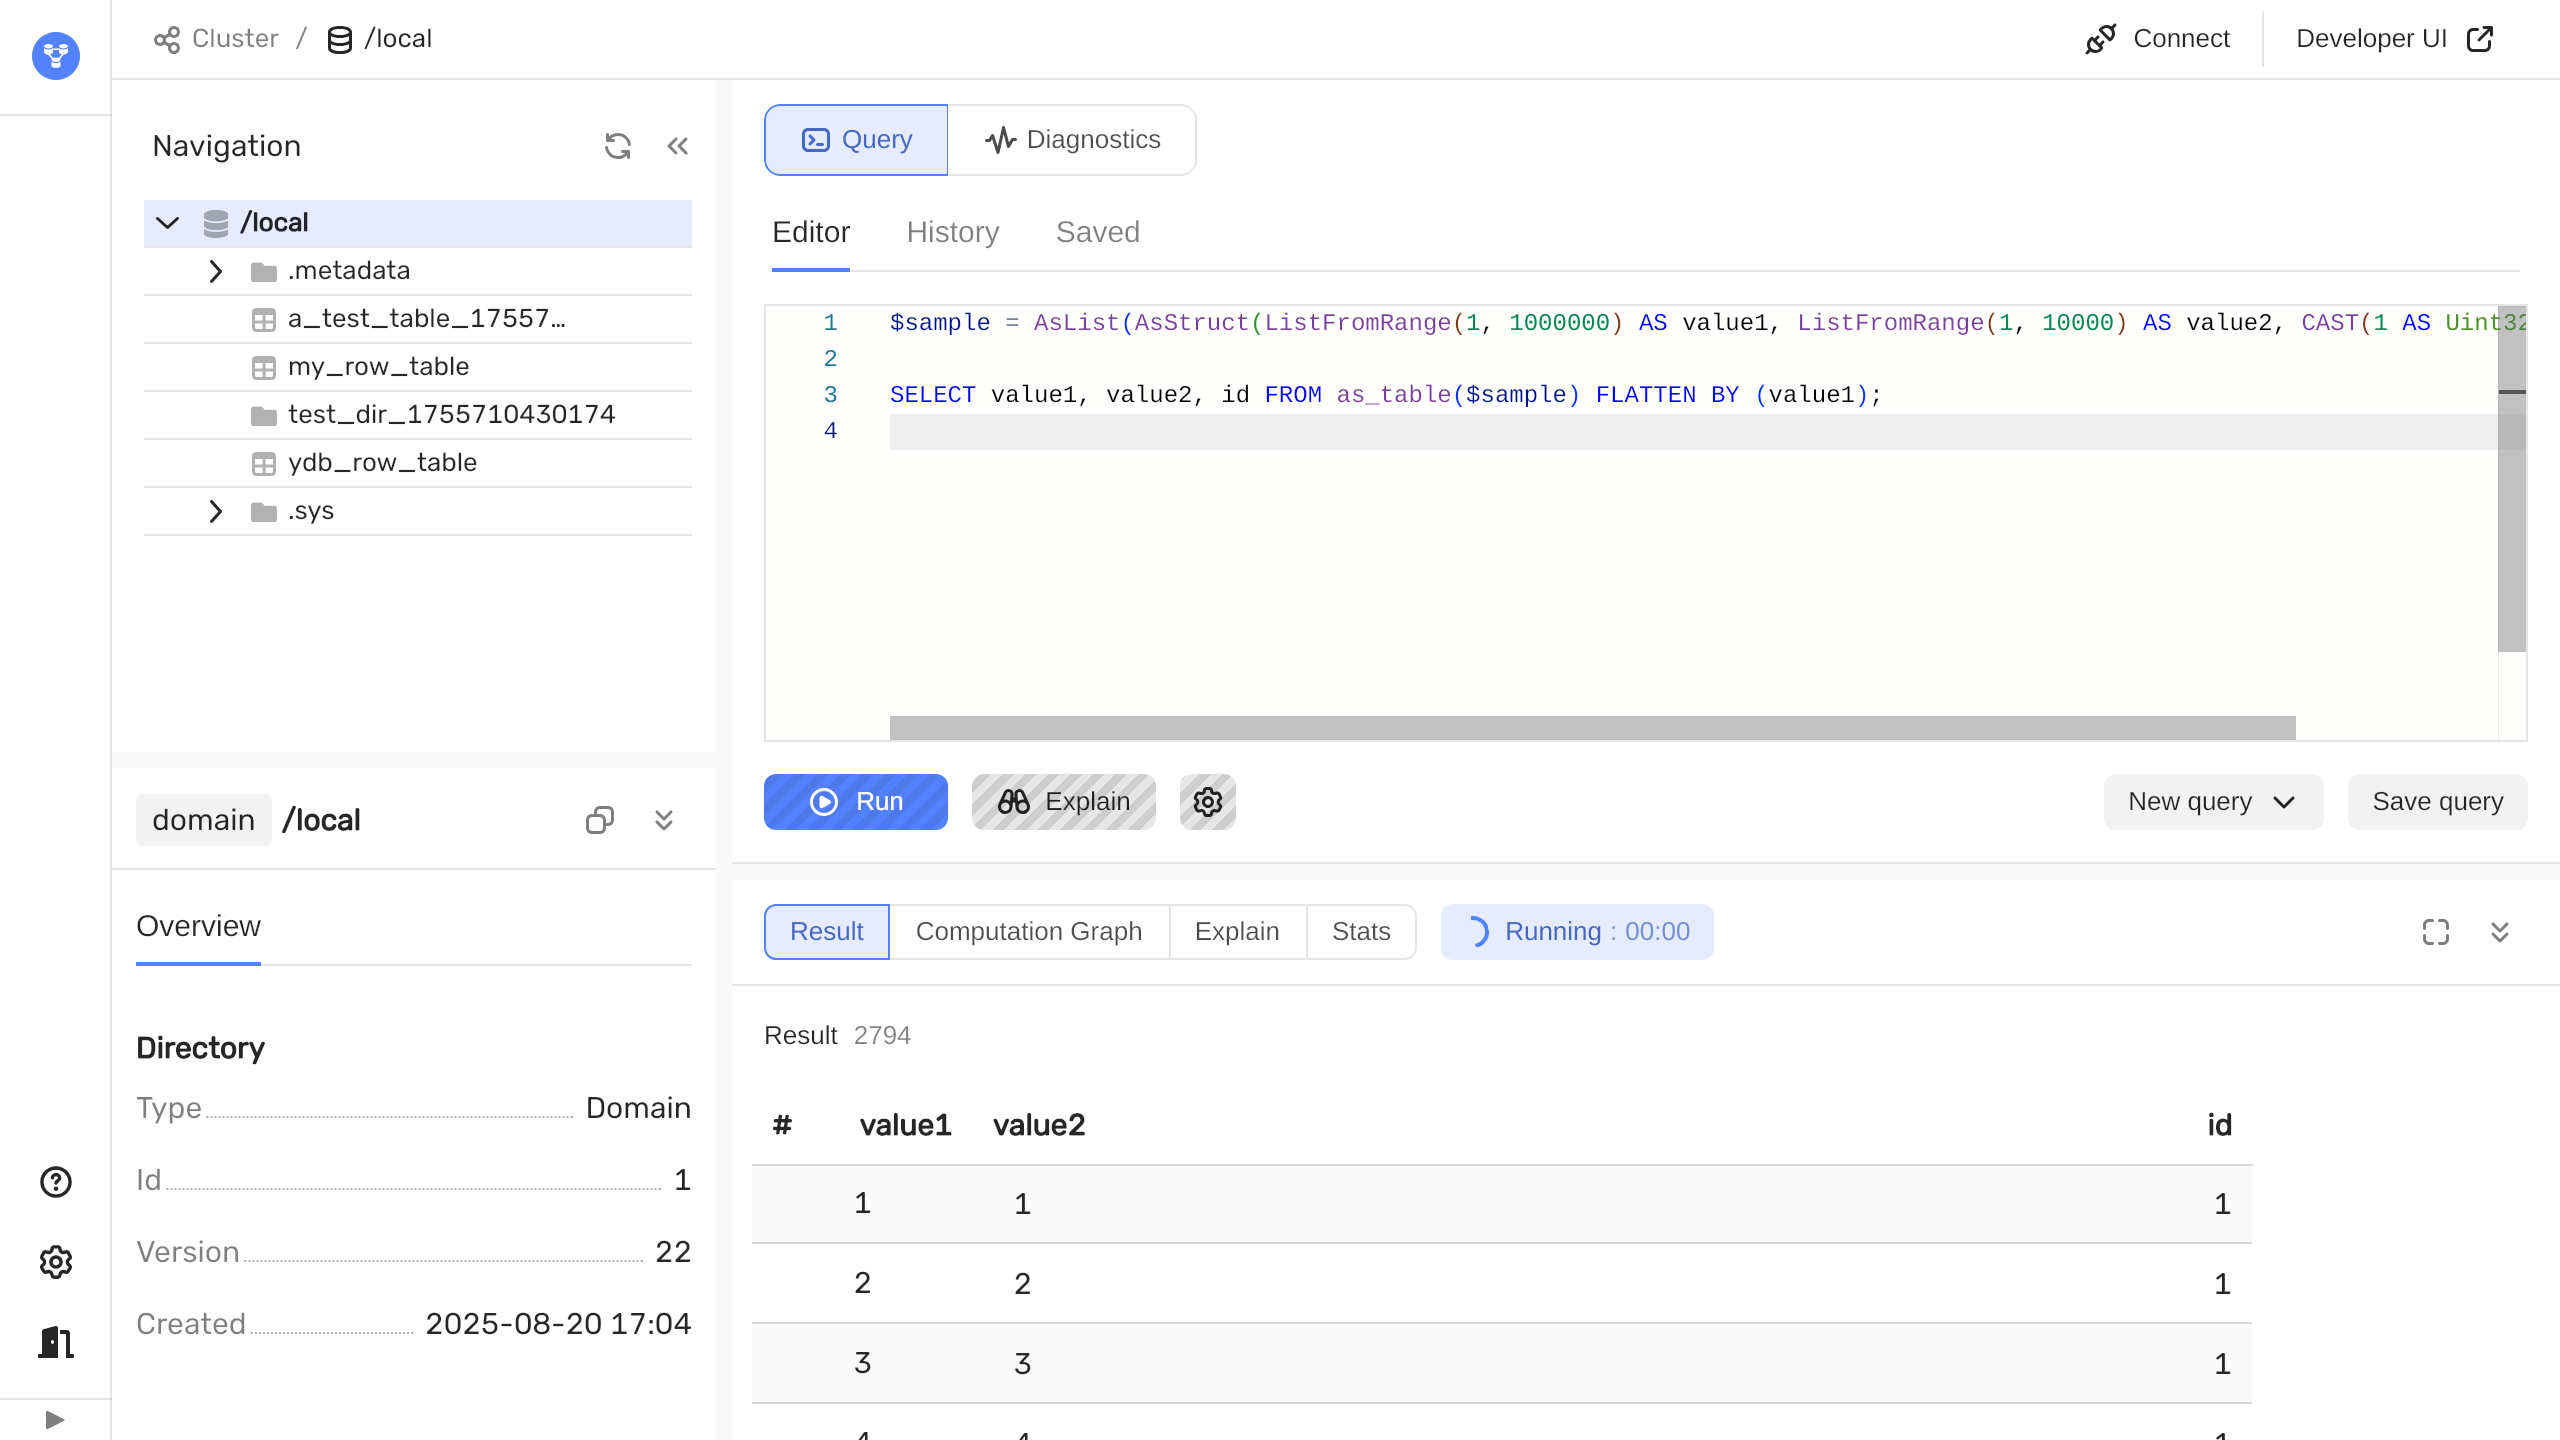 Cluster / /local
Connect
Developer UI
Navigation
/local
.metadata
a_test_table_17557...
my_row_table
test_dir_1755710430174
ydb_row_table
.sys
domain /local
Overview
Directory
Type Domain
Id 1
Version 22
Created 2025-08-20 17:04
Query
Diagnostics
Editor
History
Saved
1 $sample = AsList(AsStruct(ListFromRange(1, 1000000) AS value1, ListFromRange(1, 10000) AS value2, CAST(1 AS Uint32
2
3 SELECT value1, value2, id FROM as_table($sample) FLATTEN BY (value1);
4
Run
Explain
New query
Save query
Result
Computation Graph
Explain
Stats
Running : 00:00
Result 2794
# value1 value2 id
1 1 1
2 2 1
3 3 1